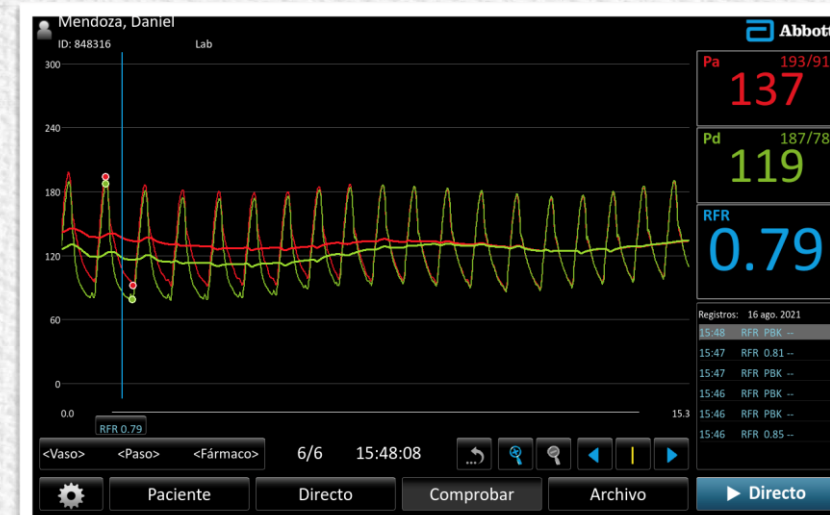 Mendoza, Daniel
ID: 848316 Lab
Abbott
300
240
180
120
60
0
0.0 15.3
RFR 0.79
Pa 193/91
137
Pd 187/78
119
RFR
0.79
Registros: 16 ago. 2021
15:48 RFR PBK --
15:47 RFR 0.81 --
15:47 RFR PBK --
15:46 RFR PBK --
15:46 RFR PBK --
15:46 RFR 0.85 --
<Vaso> <Paso> <Fármaco> 6/6 15:48:08
Paciente Directo Comprobar Archivo Directo